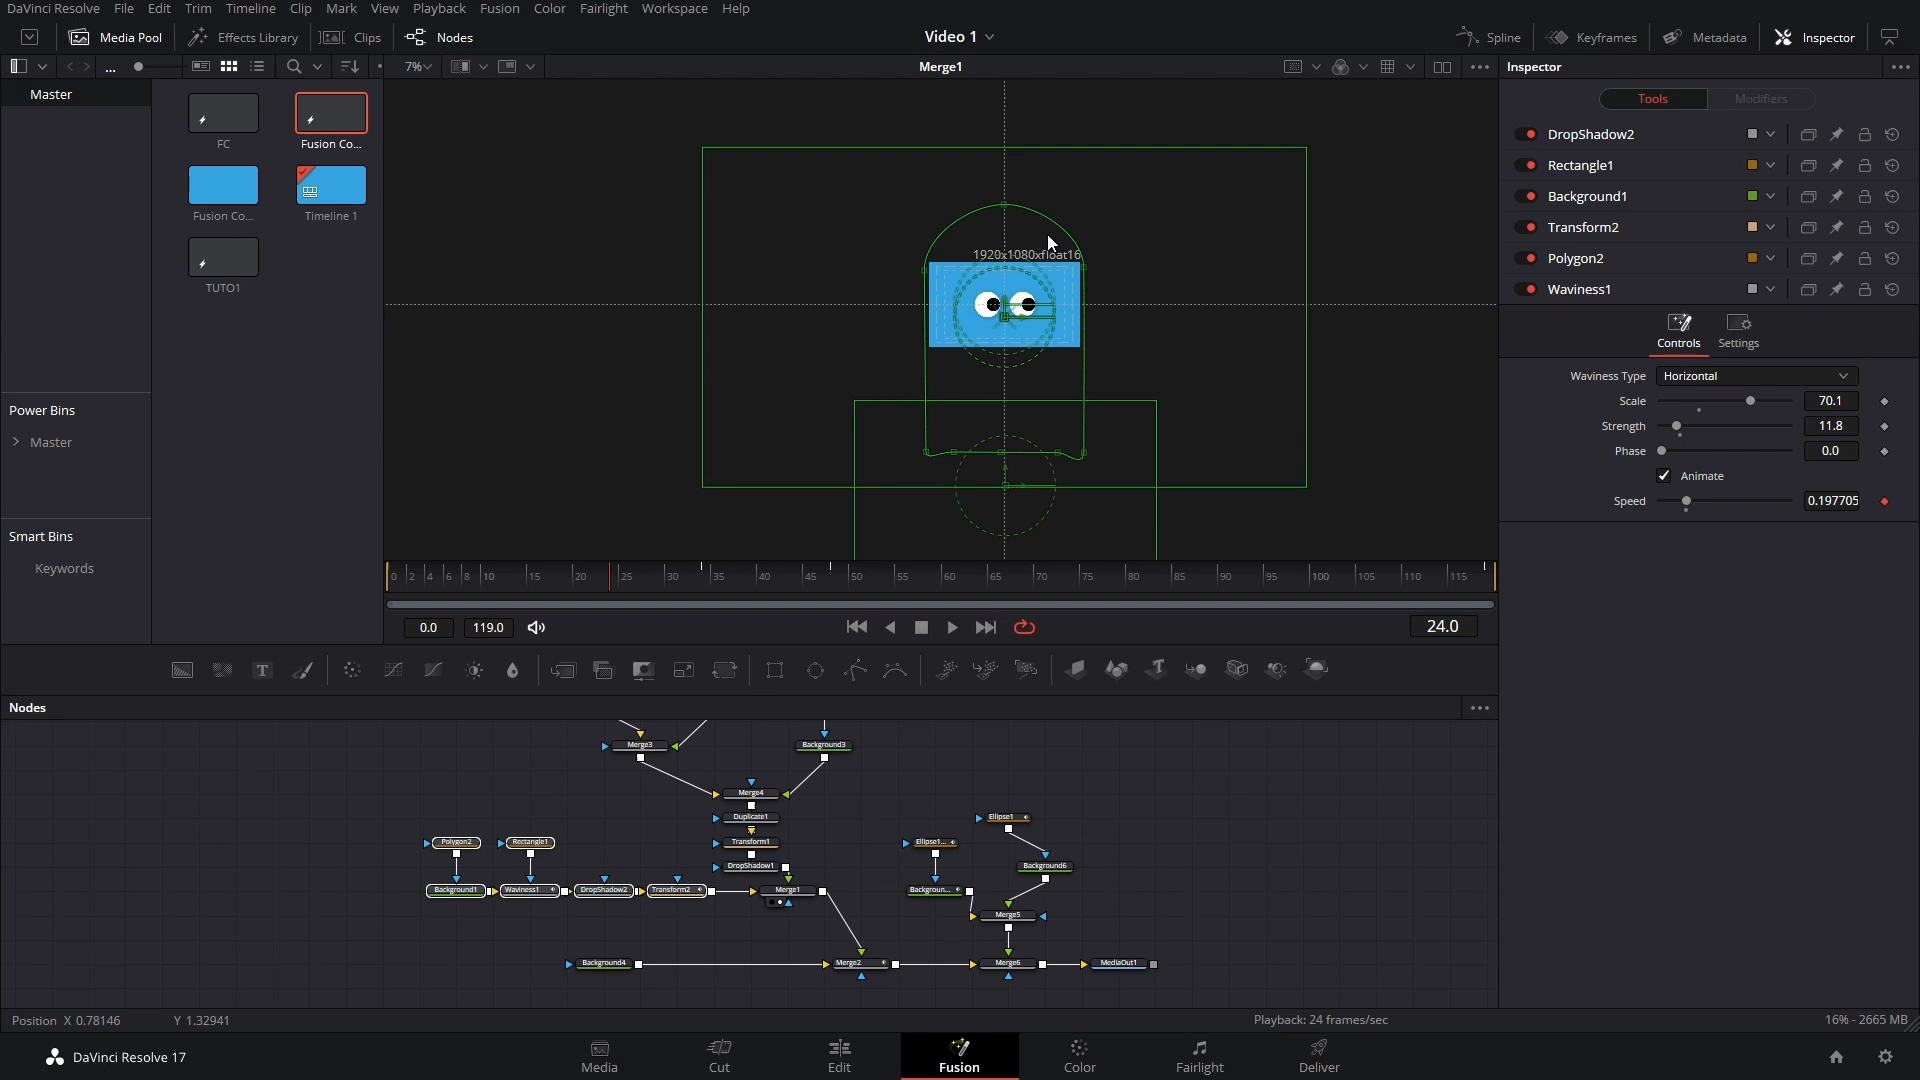 DaVinci Resolve File Edit Trim Timeline Clip Mark View Playback Fusion Color Fairlight Workspace Help
Media Pool Effects Library Clips Nodes Video 1 Spline Keyframes Metadata Inspector
... 7% Merge1 Inspector
Master
FC
Fusion Co...
Fusion Co...
Timeline 1
TUTO1
Power Bins
Master
Smart Bins
Keywords
1920x1080xfloat16
Tools Modifiers
DropShadow2
Rectangle1
Background1
Transform2
Polygon2
Waviness1
Controls Settings
Waviness Type Horizontal
Scale 70.1
Strength 11.8
Phase 0.0
Animate
Speed 0.197705
0 2 4 6 8 10 15 20 25 30 35 40 45 50 55 60 65 70 75 80 85 90 95 100 105 110 115
0.0 119.0 24.0
Nodes
Merge3 Background3
Merge4
Duplicate1 Ellipse1
Polygon2 Rectangle1 Transform1 Ellipse1...
DropShadow1 Background6
Background1 Waviness1 DropShadow2 Transform2 Merge1 Backgroun...
Merge5
Background4 Merge2 Merge6 MediaOut1
Position X 0.78146 Y 1.32941 Playback: 24 frames/sec 16% - 2665 MB
DaVinci Resolve 17 Media Cut Edit Fusion Color Fairlight Deliver